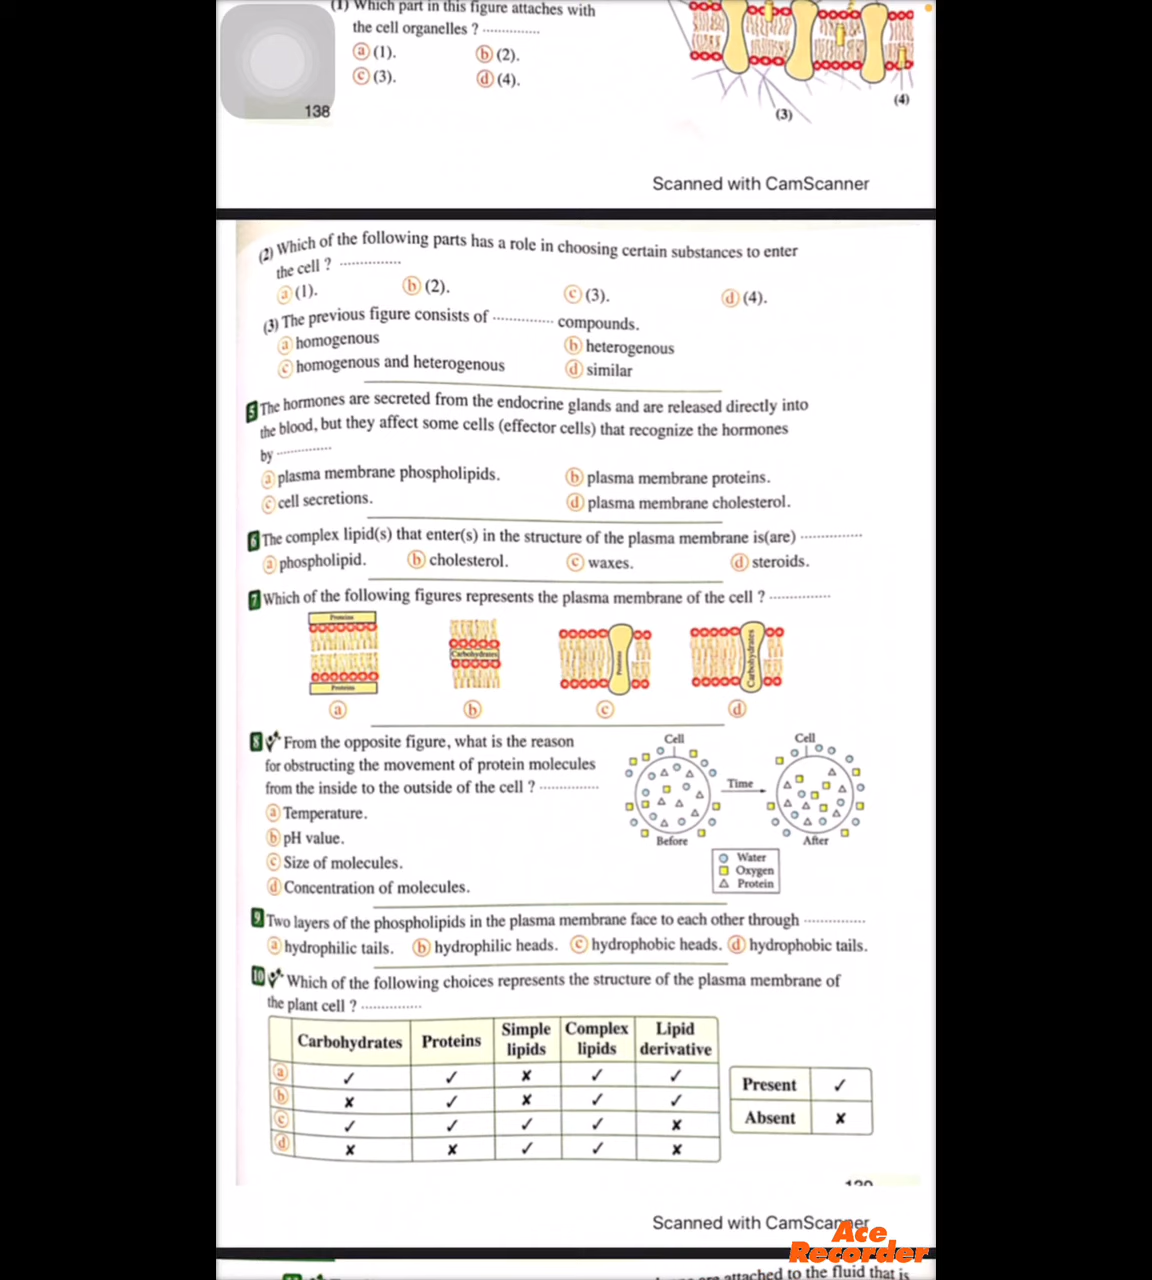 (1) Which part in this figure attaches with
the cell organelles ? ..............
ⓐ (1). ⓑ (2).
ⓒ (3). ⓓ (4).
(3)
(4)
138
Scanned with CamScanner
(2) Which of the following parts has a role in choosing certain substances to enter
the cell ? ..............
ⓐ (1). ⓑ (2). ⓒ (3). ⓓ (4).
(3) The previous figure consists of .............. compounds.
ⓐ homogenous ⓑ heterogenous
ⓒ homogenous and heterogenous ⓓ similar
5 The hormones are secreted from the endocrine glands and are released directly into
the blood, but they affect some cells (effector cells) that recognize the hormones
by ..............
ⓐ plasma membrane phospholipids. ⓑ plasma membrane proteins.
ⓒ cell secretions. ⓓ plasma membrane cholesterol.
6 The complex lipid(s) that enter(s) in the structure of the plasma membrane is(are) ..............
ⓐ phospholipid. ⓑ cholesterol. ⓒ waxes. ⓓ steroids.
7 Which of the following figures represents the plasma membrane of the cell ? ..............
Proteins
Proteins
Carbohydrates
Proteins
Carbohydrates
ⓐ ⓑ ⓒ ⓓ
8 From the opposite figure, what is the reason
for obstructing the movement of protein molecules
from the inside to the outside of the cell ? ..............
ⓐ Temperature.
ⓑ pH value.
ⓒ Size of molecules.
ⓓ Concentration of molecules.
Cell Cell
Time
Before After
Water
Oxygen
Protein
9 Two layers of the phospholipids in the plasma membrane face to each other through ..............
ⓐ hydrophilic tails. ⓑ hydrophilic heads. ⓒ hydrophobic heads. ⓓ hydrophobic tails.
10 Which of the following choices represents the structure of the plasma membrane of
the plant cell ? ..............
Carbohydrates Proteins Simple lipids Complex lipids Lipid derivative
ⓐ ✓ ✓ ✗ ✓ ✓
ⓑ ✗ ✓ ✗ ✓ ✓
ⓒ ✓ ✓ ✓ ✓ ✗
ⓓ ✗ ✗ ✓ ✓ ✗
Present ✓
Absent ✗
Scanned with CamScanner
Ace
Recorder
attached to the fluid that is